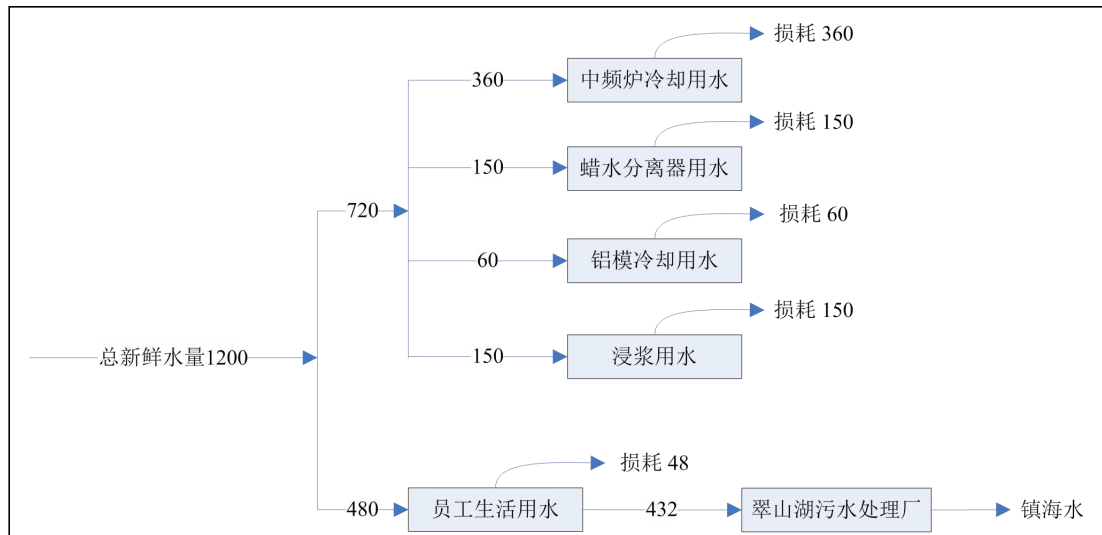 损耗 360
360
中频炉冷却用水
损耗 150
150
蜡水分离器用水
720
损耗 60
60
铝模冷却用水
损耗 150
150
浸浆用水
总新鲜水量1200
损耗 48
480
员工生活用水
432
翠山湖污水处理厂
镇海水